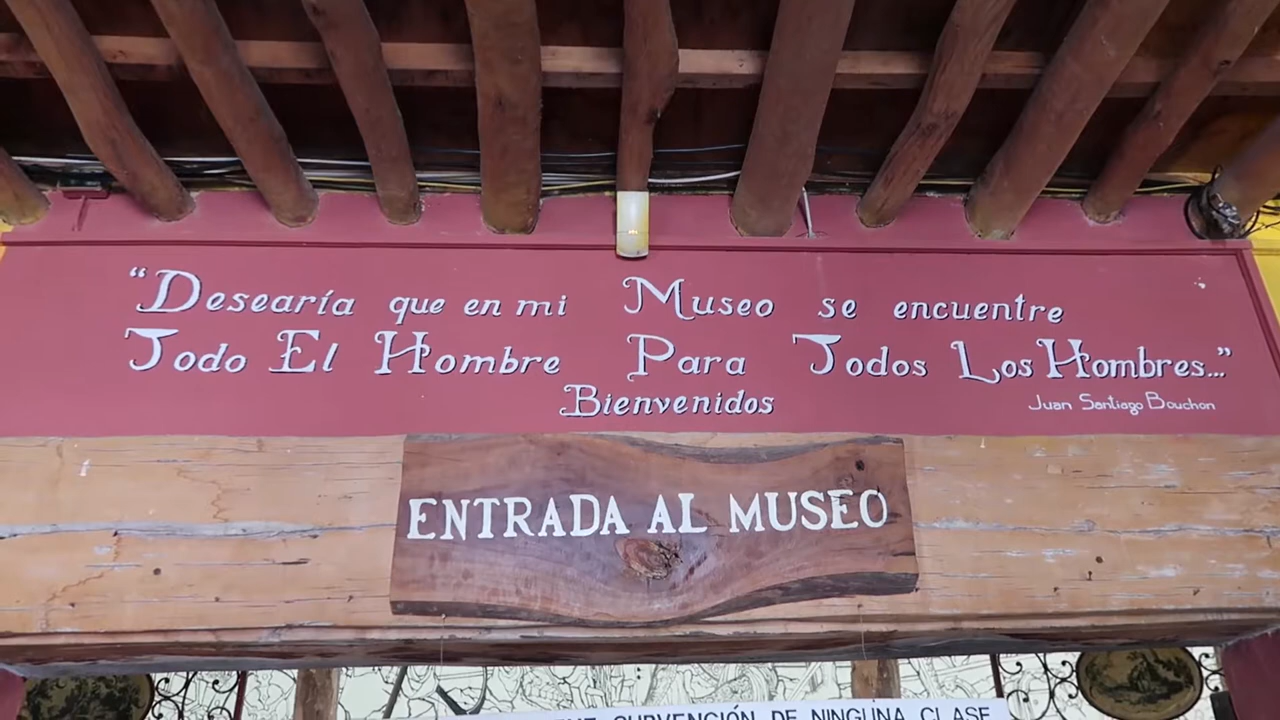 “Desearía que en mi Museo se encuentre
Todo El Hombre Para Todos Los Hombres...”
Bienvenidos
Juan Santiago Bouchon
ENTRADA AL MUSEO
SUBVENCIÓN DE NINGUNA CLASE